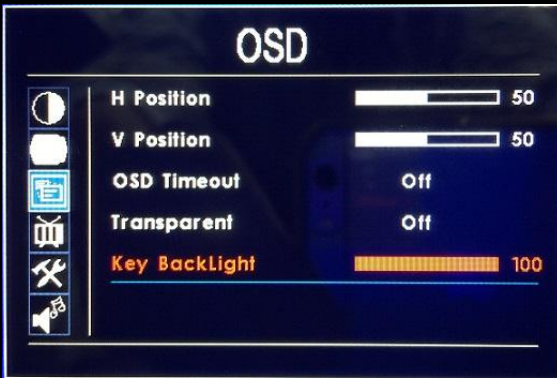 OSD
H Position 50
V Position 50
OSD Timeout Off
Transparent Off
Key BackLight 100